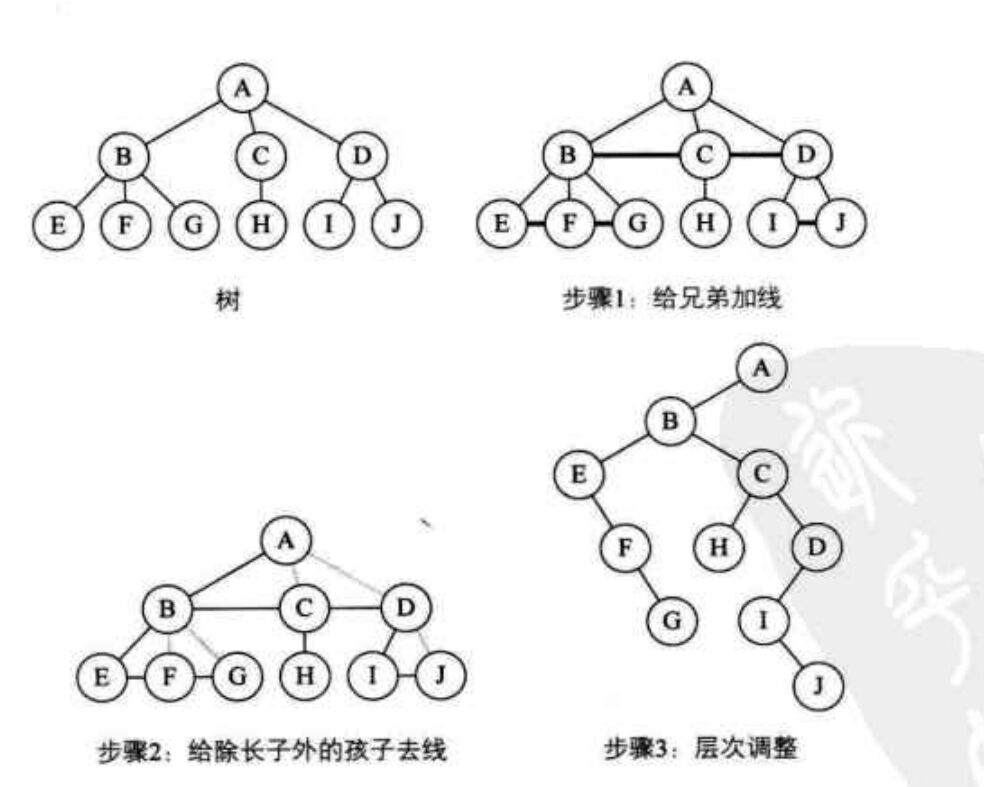 A
B C D
E F G H I J
树
A
B C D
E F G H I J
步骤1：给兄弟加线
A
B C D
E F G H I J
步骤2：给除长子外的孩子去线
A
B
E C
F H D
G I
J
步骤3：层次调整